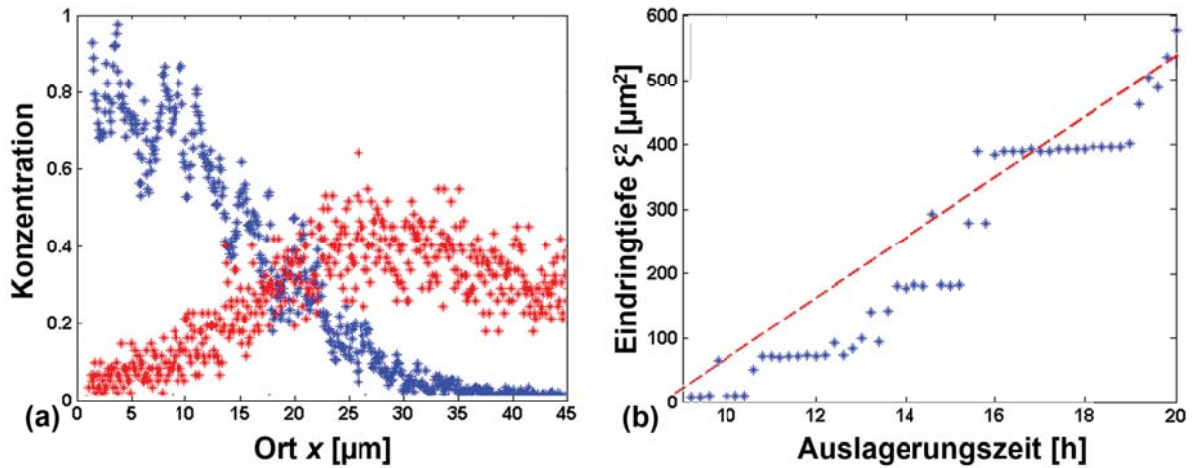 Konzentration
1
0.8
0.6
0.4
0.2
0
0 5 10 15 20 25 30 35 40 45
(a)
Ort x [µm]
Eindringtiefe ξ² [µm²]
600
500
400
300
200
100
0
10 12 14 16 18 20
(b)
Auslagerungszeit [h]